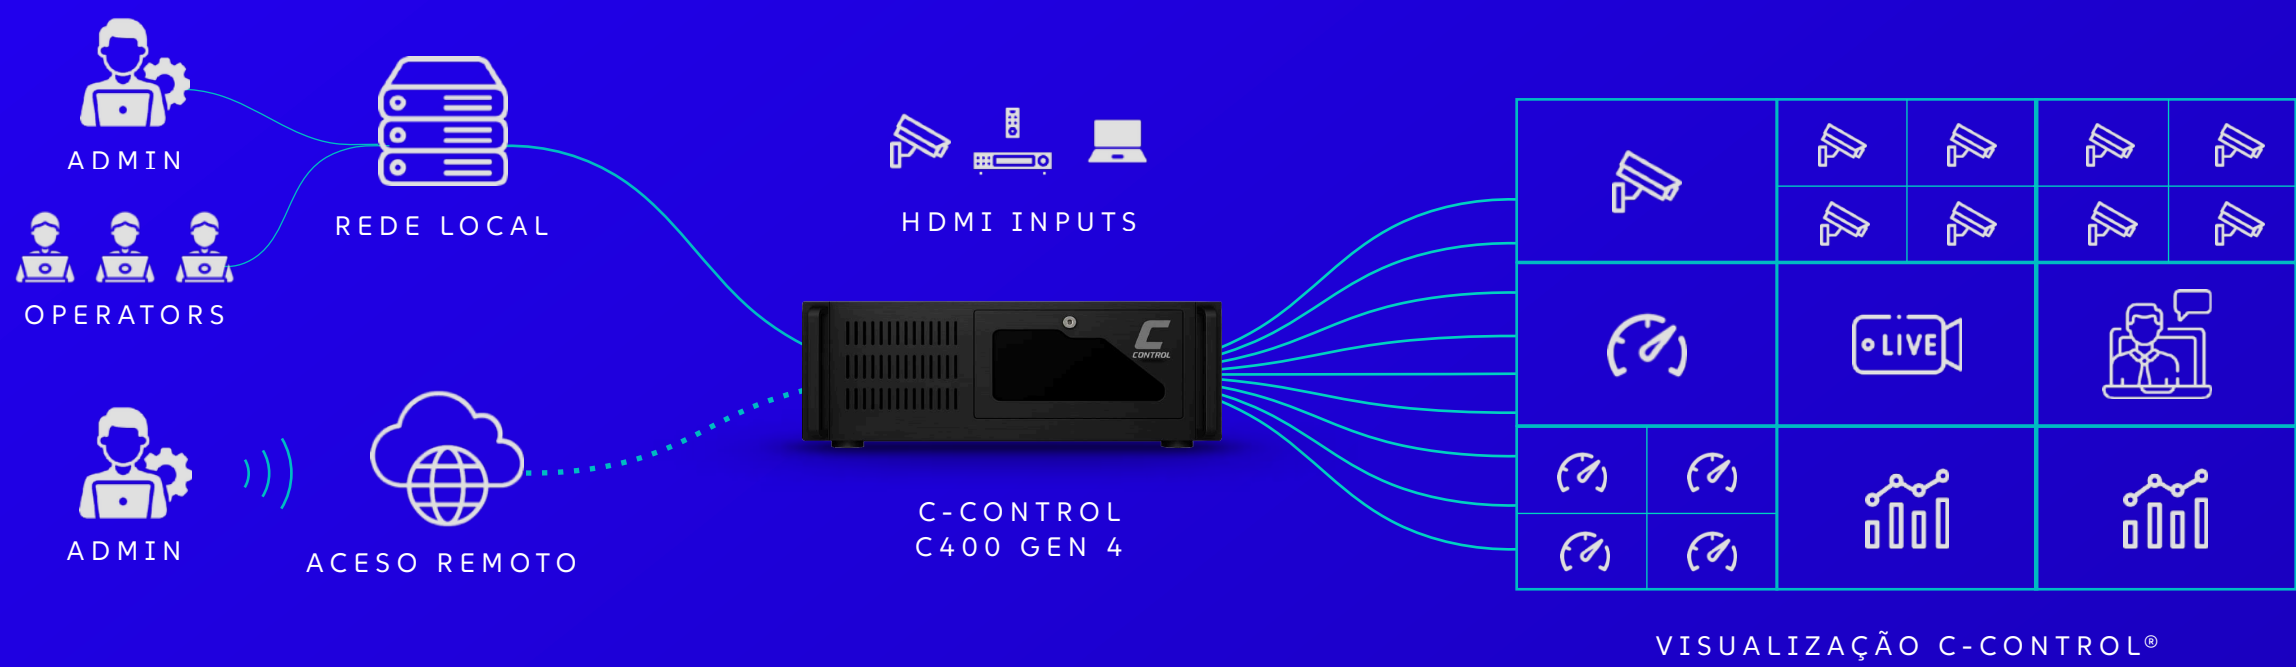 ADMIN
OPERATORS
REDE LOCAL
ADMIN
ACESO REMOTO
HDMI INPUTS
C
CONTROL
C-CONTROL
C400 GEN 4
LIVE
VISUALIZAÇÃO C-CONTROL®